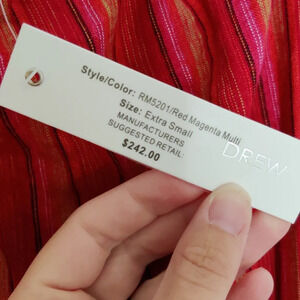 Style/Color: RM5201/Red Magenta Multi
Size: Extra Small
MANUFACTURERS
SUGGESTED RETAIL:
$242.00
DREW